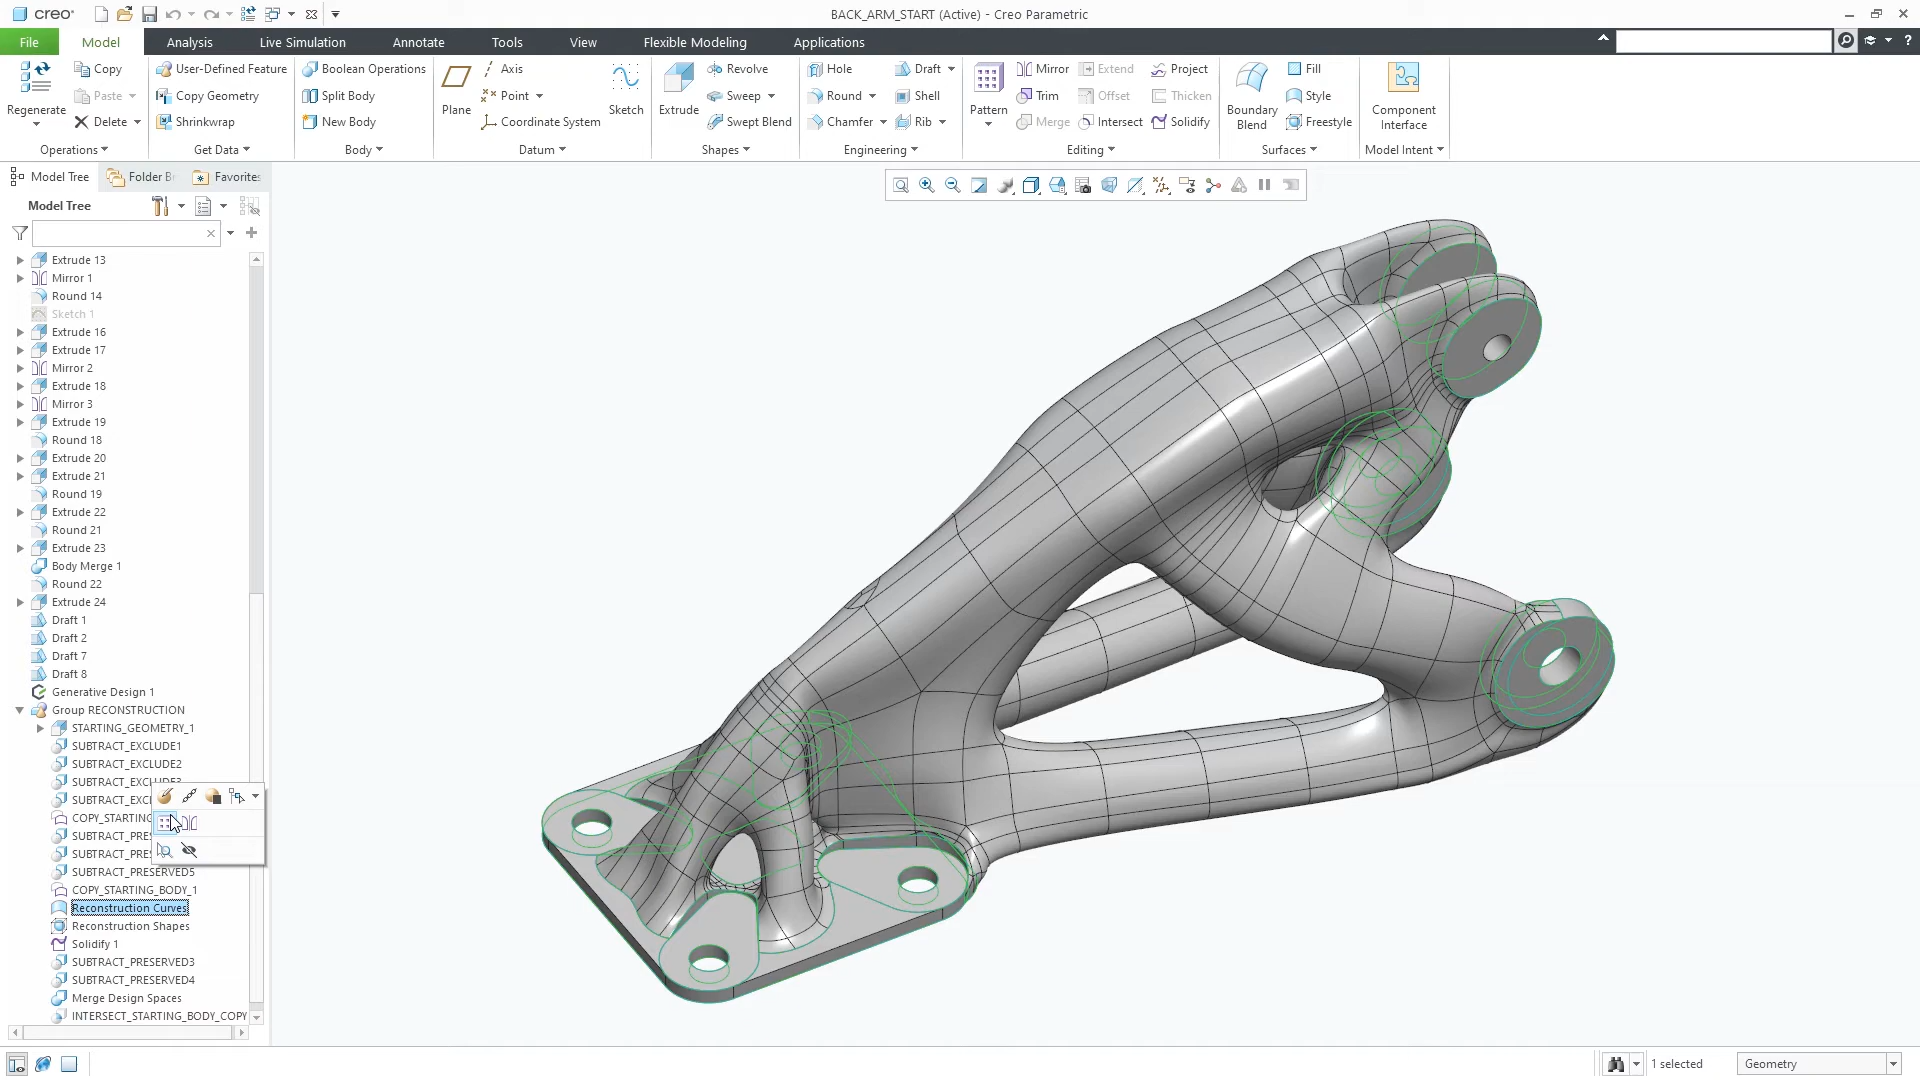 creo
BACK_ARM_START (Active) - Creo Parametric
File Model Analysis Live Simulation Annotate Tools View Flexible Modeling Applications
Regenerate
Copy
Paste
Delete
Operations
User-Defined Feature
Copy Geometry
Shrinkwrap
Get Data
Boolean Operations
Split Body
New Body
Body
Plane
Axis
Point
Coordinate System
Sketch
Datum
Extrude
Revolve
Sweep
Swept Blend
Shapes
Hole
Round
Chamfer
Draft
Shell
Rib
Engineering
Pattern
Mirror
Trim
Merge
Extend
Offset
Intersect
Project
Thicken
Solidify
Editing
Boundary
Blend
Fill
Style
Freestyle
Surfaces
Component
Interface
Model Intent
Model Tree Folder Br Favorites
Model Tree
Extrude 13
Mirror 1
Round 14
Sketch 1
Extrude 16
Extrude 17
Mirror 2
Extrude 18
Mirror 3
Extrude 19
Round 18
Extrude 20
Extrude 21
Round 19
Extrude 22
Round 21
Extrude 23
Body Merge 1
Round 22
Extrude 24
Draft 1
Draft 2
Draft 7
Draft 8
Generative Design 1
Group RECONSTRUCTION
STARTING_GEOMETRY_1
SUBTRACT_EXCLUDE1
SUBTRACT_EXCLUDE2
SUBTRACT_EXCLUDE3
SUBTRACT_EXC
COPY_STARTING
SUBTRACT_PRES
SUBTRACT_PRES
SUBTRACT_PRESERVED5
COPY_STARTING_BODY_1
Reconstruction Curves
Reconstruction Shapes
Solidify 1
SUBTRACT_PRESERVED3
SUBTRACT_PRESERVED4
Merge Design Spaces
INTERSECT_STARTING_BODY_COPY
1 selected
Geometry